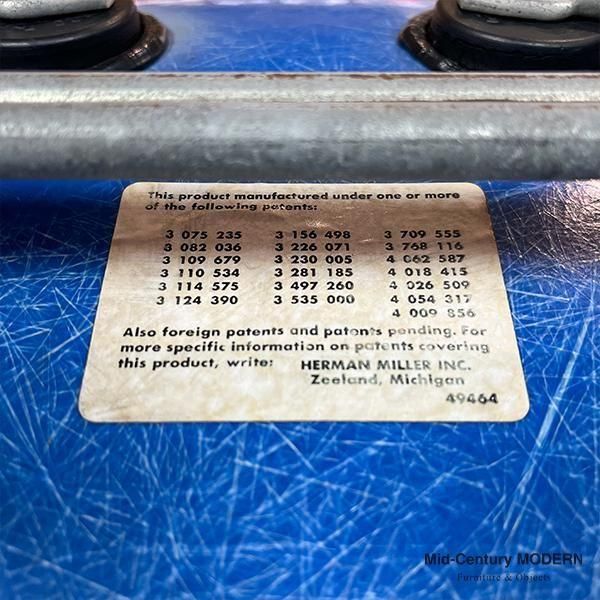 This product manufactured under one or more
of the following patents:
3 075 235 3 156 498 3 709 555
3 082 036 3 226 071 3 768 116
3 109 679 3 230 005 4 062 587
3 110 534 3 281 185 4 018 415
3 114 575 3 497 260 4 026 509
3 124 390 3 535 000 4 054 317
4 009 856
Also foreign patents and patents pending. For
more specific information on patents covering
this product, write: HERMAN MILLER INC.
Zeeland, Michigan
49464
Mid-Century MODERN
Furniture & Objects